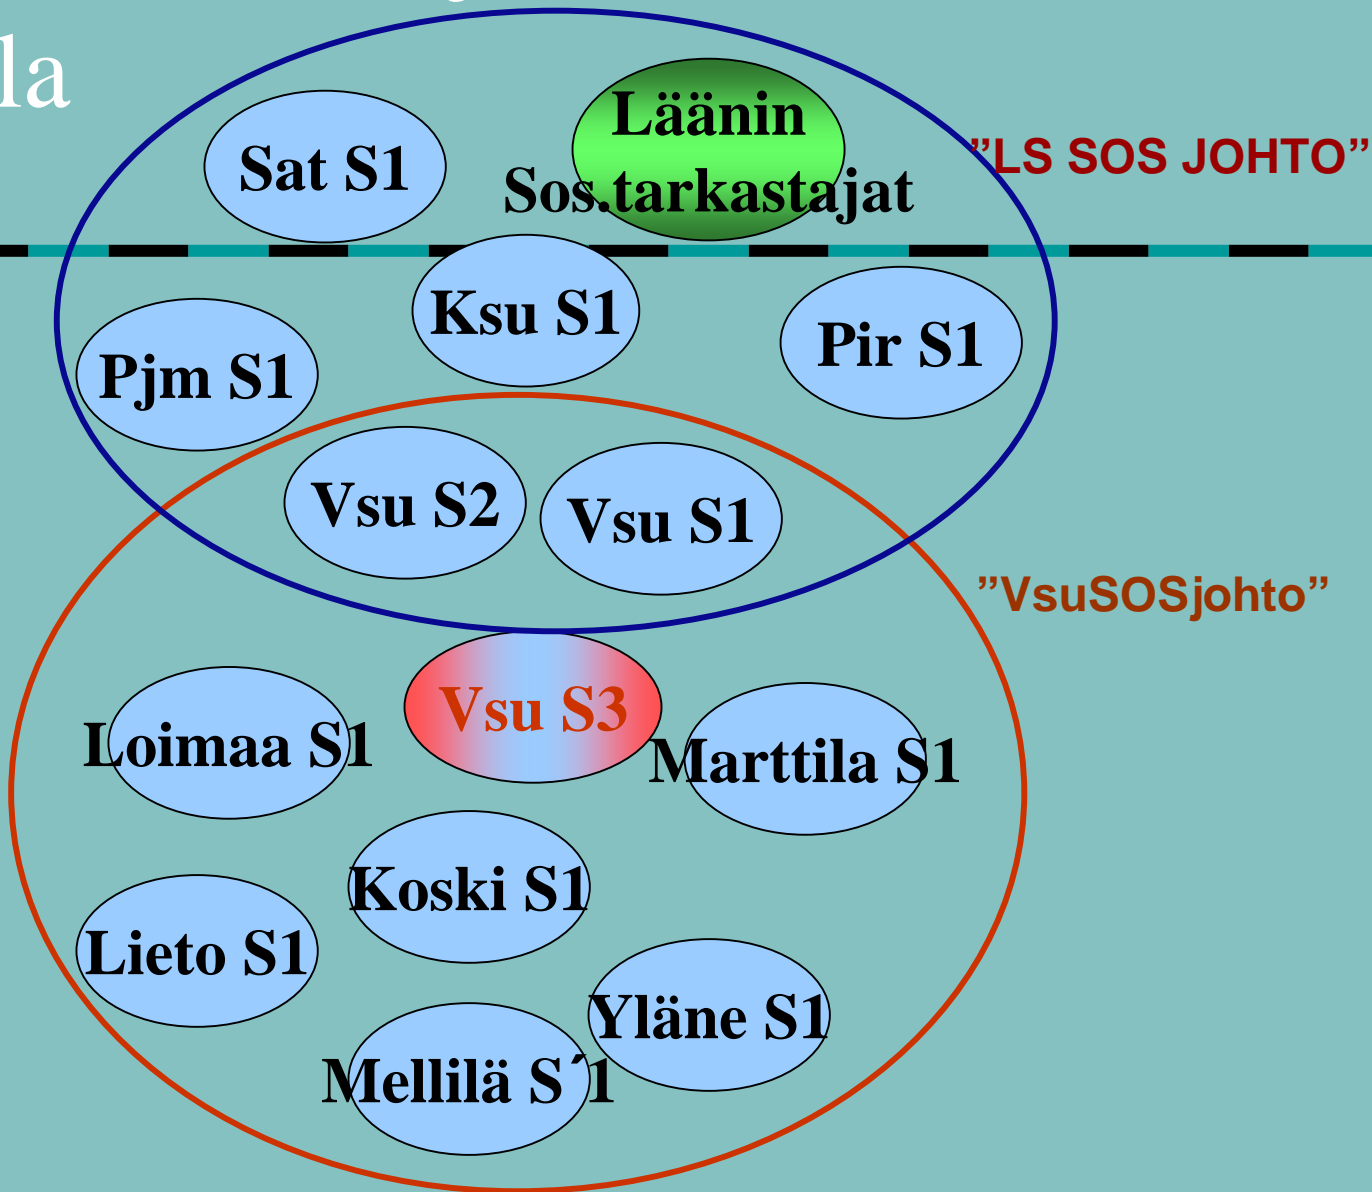 la
Läänin
Sos.tarkastajat
Sat S1
”LS SOS JOHTO”
Ksu S1
Pir S1
Pjm S1
Vsu S2
Vsu S1
”VsuSOSjohto”
Vsu S3
Loimaa S1
Marttila S1
Koski S1
Lieto S1
Yläne S1
Mellilä S´1